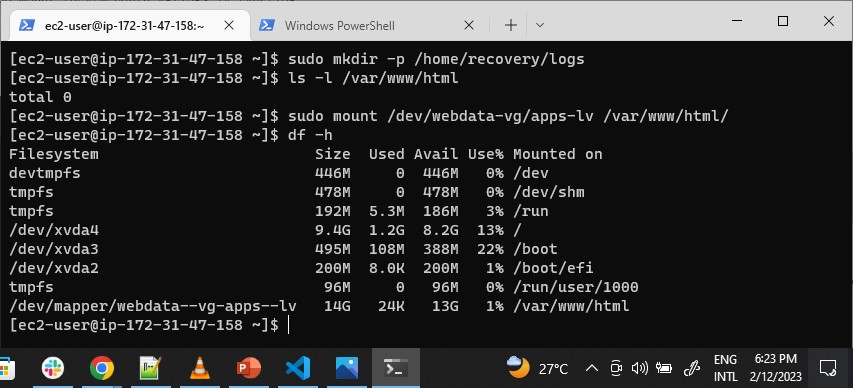 ec2-user@ip-172-31-47-158:~
Windows PowerShell
[ec2-user@ip-172-31-47-158 ~]$ sudo mkdir -p /home/recovery/logs
[ec2-user@ip-172-31-47-158 ~]$ ls -l /var/www/html
total 0
[ec2-user@ip-172-31-47-158 ~]$ sudo mount /dev/webdata-vg/apps-lv /var/www/html/
[ec2-user@ip-172-31-47-158 ~]$ df -h
Filesystem                       Size  Used Avail Use% Mounted on
devtmpfs                         446M     0  446M   0% /dev
tmpfs                            478M     0  478M   0% /dev/shm
tmpfs                            192M  5.3M  186M   3% /run
/dev/xvda4                       9.4G  1.2G  8.2G  13% /
/dev/xvda3                       495M  108M  388M  22% /boot
/dev/xvda2                       200M  8.0K  200M   1% /boot/efi
tmpfs                             96M     0   96M   0% /run/user/1000
/dev/mapper/webdata--vg-apps--lv   14G   24K   13G   1% /var/www/html
[ec2-user@ip-172-31-47-158 ~]$
27°C
ENG
INTL
6:23 PM
2/12/2023